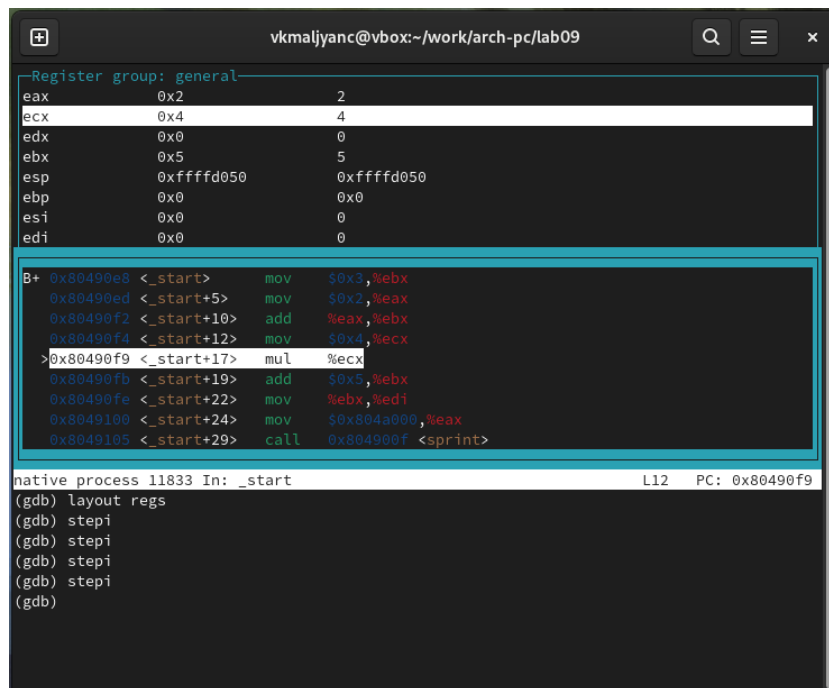 vkmaljyanc@vbox:~/work/arch-pc/lab09
Register group: general
eax 0x2 2
ecx 0x4 4
edx 0x0 0
ebx 0x5 5
esp 0xffffd050 0xffffd050
ebp 0x0 0x0
esi 0x0 0
edi 0x0 0
B+ 0x80490e8 <_start> mov $0x3,%ebx
0x80490ed <_start+5> mov $0x2,%eax
0x80490f2 <_start+10> add %eax,%ebx
0x80490f4 <_start+12> mov $0x4,%ecx
>0x80490f9 <_start+17> mul %ecx
0x80490fb <_start+19> add $0x5,%ebx
0x80490fe <_start+22> mov %ebx,%edi
0x8049100 <_start+24> mov $0x804a000,%eax
0x8049105 <_start+29> call 0x804900f <sprint>
native process 11833 In: _start L12 PC: 0x80490f9
(gdb) layout regs
(gdb) stepi
(gdb) stepi
(gdb) stepi
(gdb) stepi
(gdb)